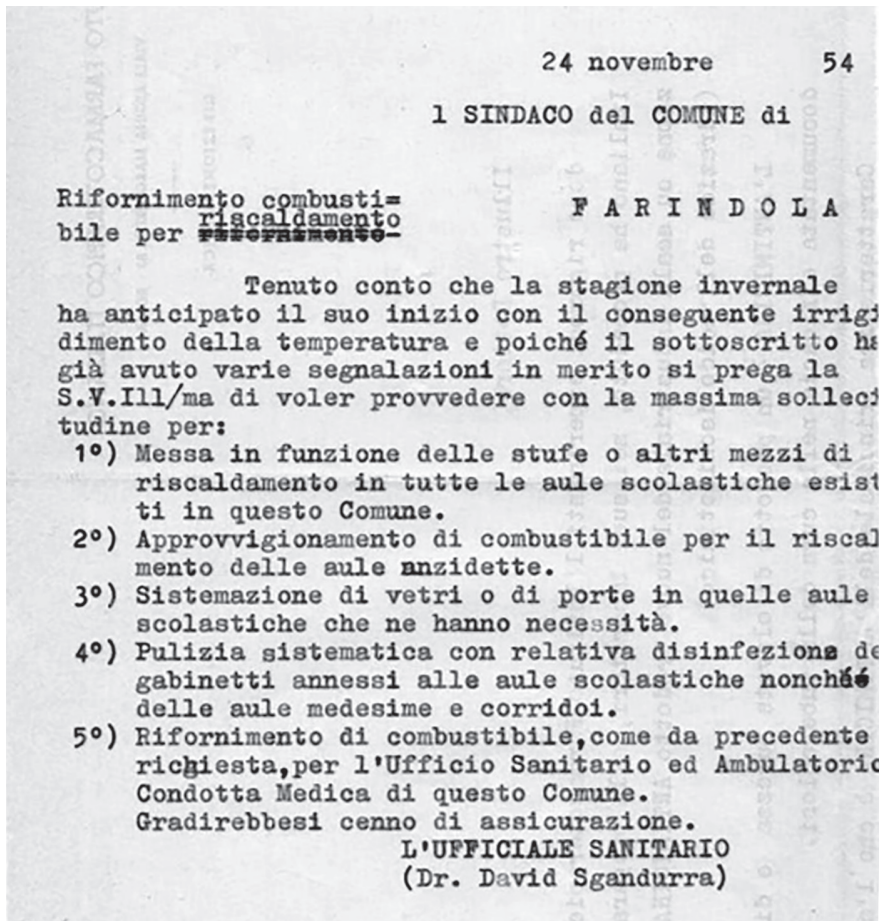 24 novembre 54
l SINDACO del COMUNE di
Rifornimento combusti=
F A R I N D O L A
riscaldamento
bile per rifornimento-
Tenuto conto che la stagione invernale
ha anticipato il suo inizio con il conseguente irrigi
dimento della temperatura e poiché il sottoscritto ha
già avuto varie segnalazioni in merito si prega la
S.V.Ill/ma di voler provvedere con la massima solleci
tudine per:
1°) Messa in funzione delle stufe o altri mezzi di
riscaldamento in tutte le aule scolastiche esist
ti in questo Comune.
2°) Approvvigionamento di combustibile per il riscal
mento delle aule anzidette.
3°) Sistemazione di vetri o di porte in quelle aule
scolastiche che ne hanno necessità.
4°) Pulizia sistematica con relativa disinfezione de
gabinetti annessi alle aule scolastiche nonché
delle aule medesime e corridoi.
5°) Rifornimento di combustibile,come da precedente
richiesta,per l'Ufficio Sanitario ed Ambulatorio
Condotta Medica di questo Comune.
Gradirebbesi cenno di assicurazione.
L'UFFICIALE SANITARIO
(Dr. David Sgandurra)